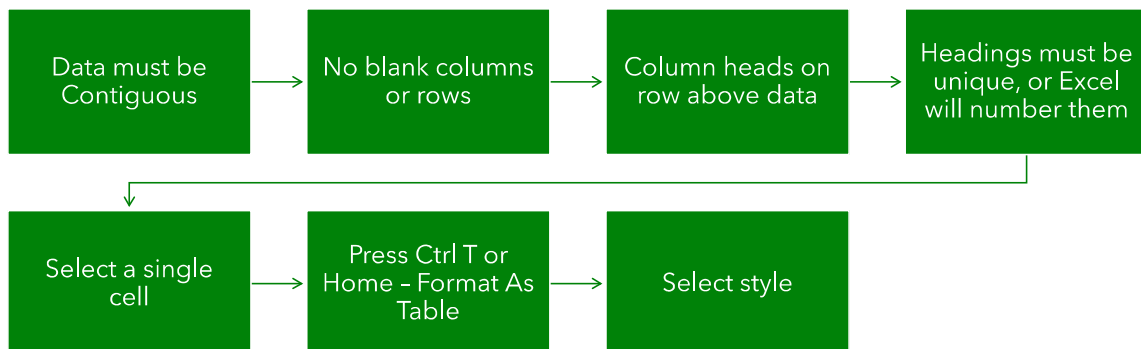 Data must be
Contiguous
No blank columns
or rows
Column heads on
row above data
Headings must be
unique, or Excel
will number them
Select a single
cell
Press Ctrl T or
Home – Format As
Table
Select style